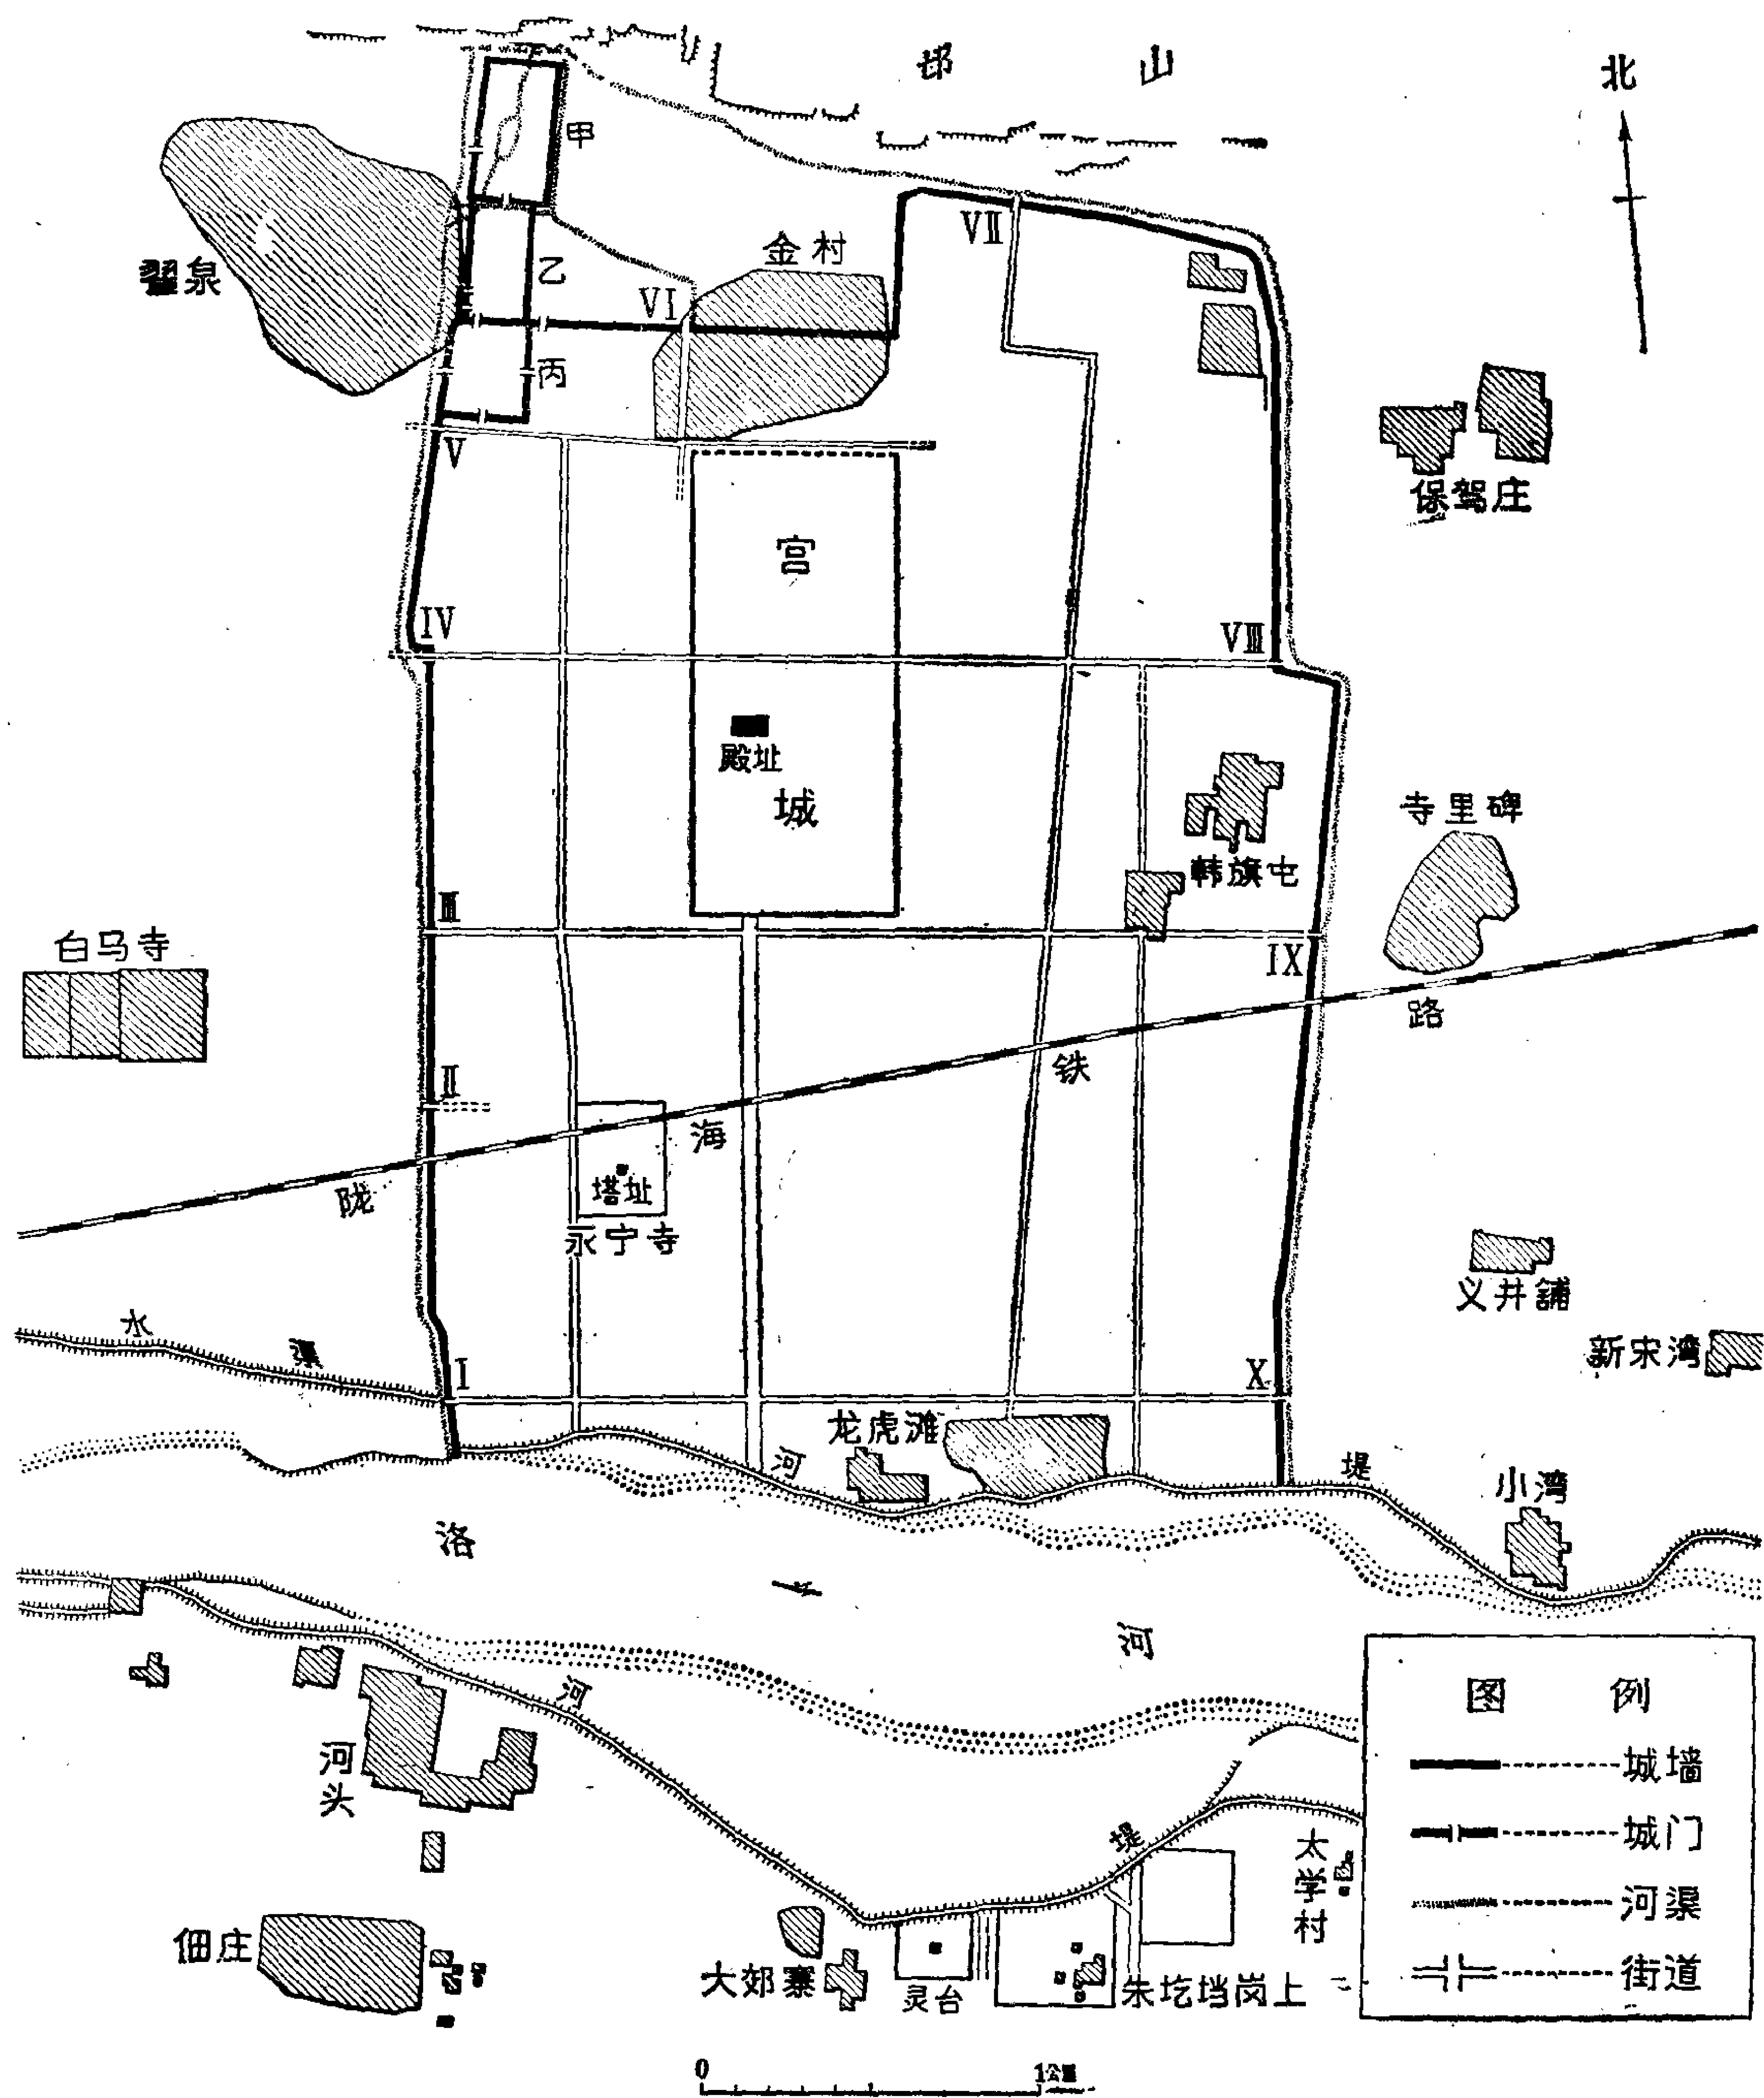 邙山
北
甲
翟泉
乙
金村
VII
VI
丙
V
保驾庄
宫
IV
VIII
殿址
城
寺里碑
韩旗屯
III
白马寺
IX
路
铁
II
海
陇
塔址
永宁寺
义井舖
水渠
新宋湾
I
X
龙虎滩
河
堤
小湾
洛
河
河
图例
河头
城墙
城门
堤
太学村
河渠
佃庄
大郊寨
灵台
朱圪垱岗上
街道
0
1公里